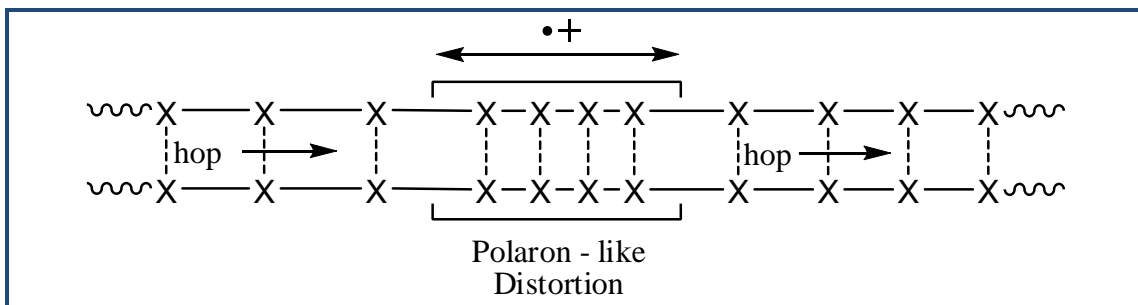 •+
X X X X X X X X X X X
hop hop
X X X X X X X X X X X
Polaron - like
Distortion